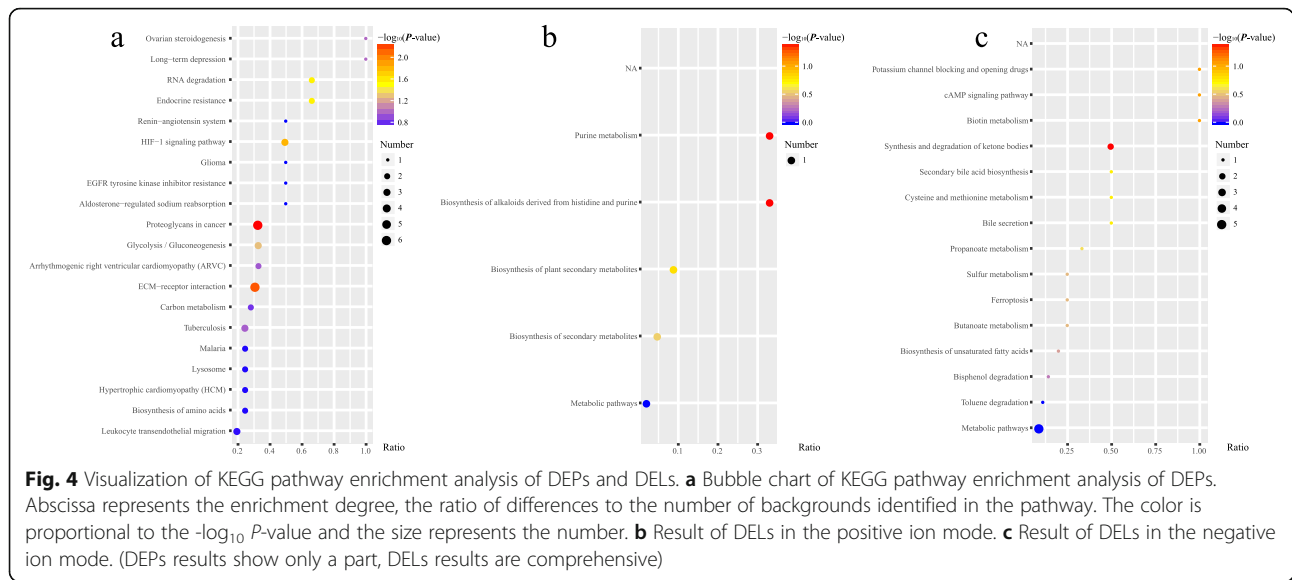 a
Ovarian steroidogenesis
Long−term depression
RNA degradation
Endocrine resistance
Renin−angiotensin system
HIF−1 signaling pathway
Glioma
EGFR tyrosine kinase inhibitor resistance
Aldosterone−regulated sodium reabsorption
Proteoglycans in cancer
Glycolysis / Gluconeogenesis
Arrhythmogenic right ventricular cardiomyopathy (ARVC)
ECM−receptor interaction
Carbon metabolism
Tuberculosis
Malaria
Lysosome
Hypertrophic cardiomyopathy (HCM)
Biosynthesis of amino acids
Leukocyte transendothelial migration
0.2 0.4 0.6 0.8 1.0
Ratio
−log₁₀(P-value)
2.0
1.6
1.2
0.8
Number
1
2
3
4
5
6
b
NA
Purine metabolism
Biosynthesis of alkaloids derived from histidine and purine
Biosynthesis of plant secondary metabolites
Biosynthesis of secondary metabolites
Metabolic pathways
0.1 0.2 0.3
Ratio
−log₁₀(P-value)
1.0
0.5
0.0
Number
1
c
NA
Potassium channel blocking and opening drugs
cAMP signaling pathway
Biotin metabolism
Synthesis and degradation of ketone bodies
Secondary bile acid biosynthesis
Cysteine and methionine metabolism
Bile secretion
Propanoate metabolism
Sulfur metabolism
Ferroptosis
Butanoate metabolism
Biosynthesis of unsaturated fatty acids
Bisphenol degradation
Toluene degradation
Metabolic pathways
0.25 0.50 0.75 1.00
Ratio
−log₁₀(P-value)
1.0
0.5
0.0
Number
1
2
3
4
5
Fig. 4 Visualization of KEGG pathway enrichment analysis of DEPs and DELs. a Bubble chart of KEGG pathway enrichment analysis of DEPs.
Abscissa represents the enrichment degree, the ratio of differences to the number of backgrounds identified in the pathway. The color is
proportional to the -log₁₀ P-value and the size represents the number. b Result of DELs in the positive ion mode. c Result of DELs in the negative
ion mode. (DEPs results show only a part, DELs results are comprehensive)